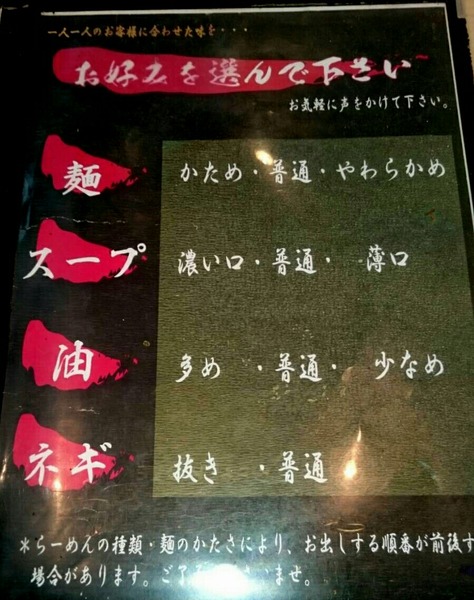 一人一人のお客様に合わせた味を・・・
お好みを選んで下さい~
お気軽に声をかけて下さい。
麺 かため・普通・やわらかめ
スープ 濃い口・普通・ 薄口
油 多め ・普通・ 少なめ
ネギ 抜き ・普通
*らーめんの種類・麺のかたさにより、お出しする順番が前後す
場合があります。ご了 いませ。